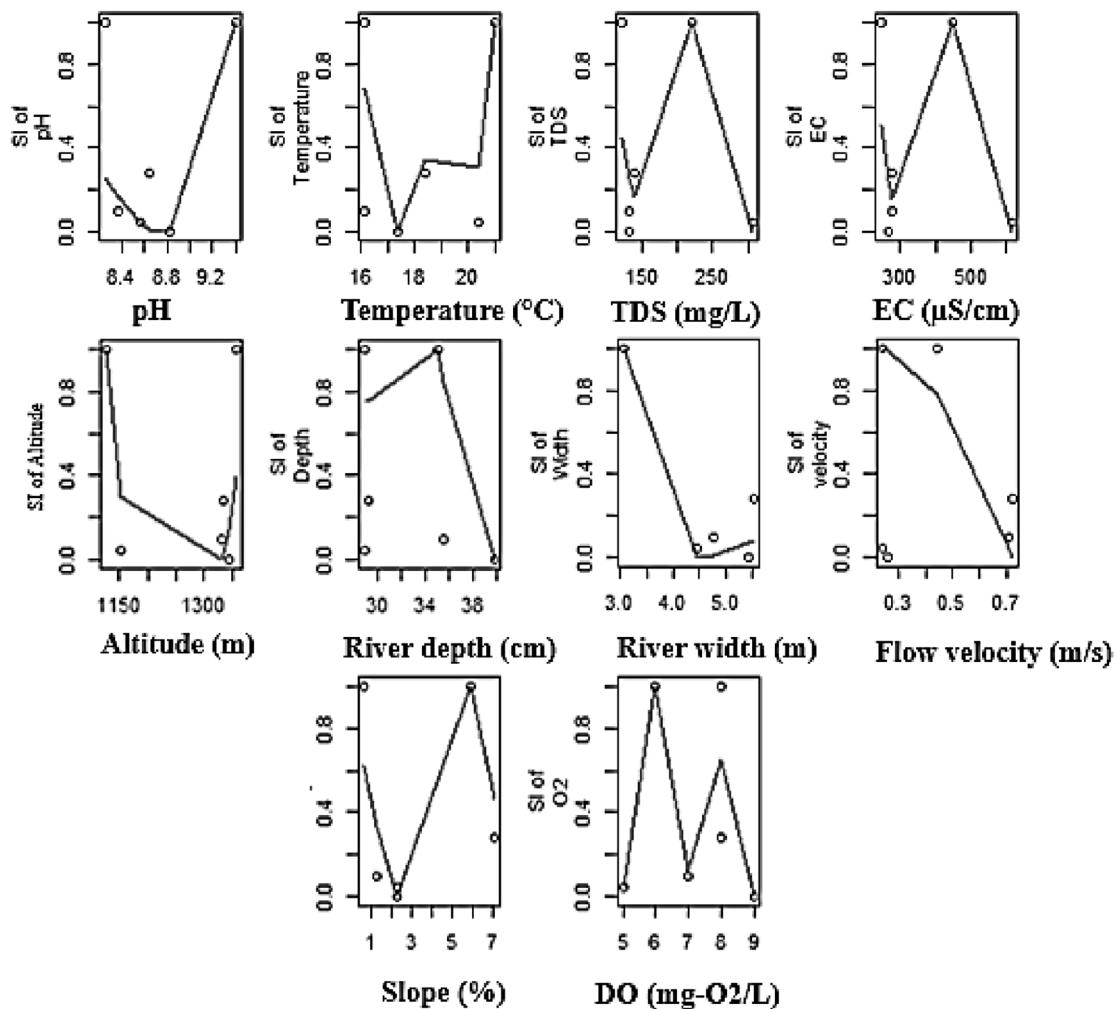 SI of
pH
0.0 0.4 0.8
8.4 8.8 9.2
pH
SI of
Temperature
0.0 0.4 0.8
16 18 20
Temperature (°C)
SI of
TDS
0.0 0.4 0.8
150 250
TDS (mg/L)
SI of
EC
0.0 0.4 0.8
300 500
EC (µS/cm)
SI of Altitude
0.0 0.4 0.8
1150 1300
Altitude (m)
SI of
Depth
0.0 0.4 0.8
30 34 38
River depth (cm)
SI of
Width
0.0 0.4 0.8
3.0 4.0 5.0
River width (m)
SI of
velocity
0.0 0.4 0.8
0.3 0.5 0.7
Flow velocity (m/s)
0.0 0.4 0.8
1 3 5 7
Slope (%)
SI of
O2
0.0 0.4 0.8
5 6 7 8 9
DO (mg-O2/L)